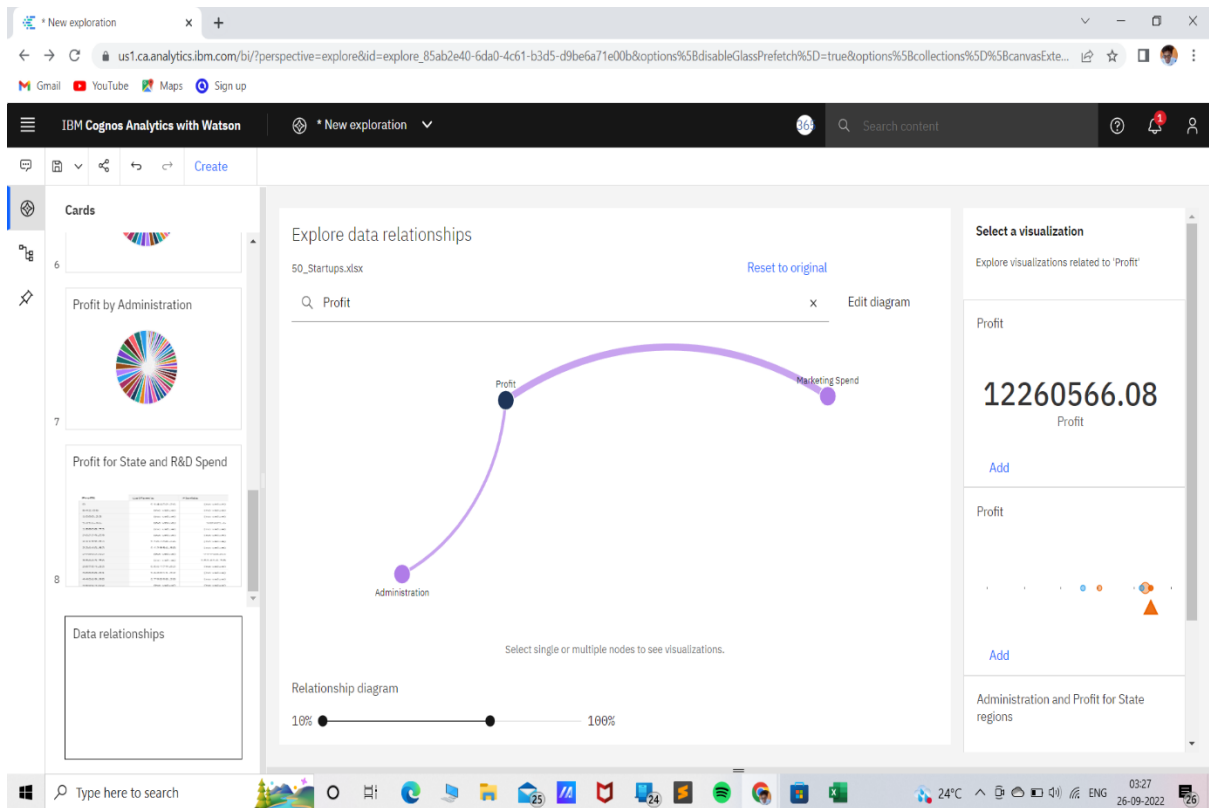 * New exploration
us1.ca.analytics.ibm.com/bi/?perspective=explore&id=explore_85ab2e40-6da0-4c61-b3d5-d9be6a71e00b&options%5BdisableGlassPrefetch%5D=true&options%5Bcollections%5D%5BcanvasExte...
Gmail YouTube Maps Sign up
IBM Cognos Analytics with Watson * New exploration Search content 1
Create
Cards
6
Profit by Administration
7
Profit for State and R&D Spend
8
Data relationships
Explore data relationships
50_Startups.xlsx Reset to original
Profit x Edit diagram
Profit
Marketing Spend
Administration
Select single or multiple nodes to see visualizations.
Relationship diagram
10% 100%
Select a visualization
Explore visualizations related to 'Profit'
Profit
12260566.08
Profit
Add
Profit
Add
Administration and Profit for State
regions
Type here to search 25 24 24°C ENG 03:27
26-09-2022 26